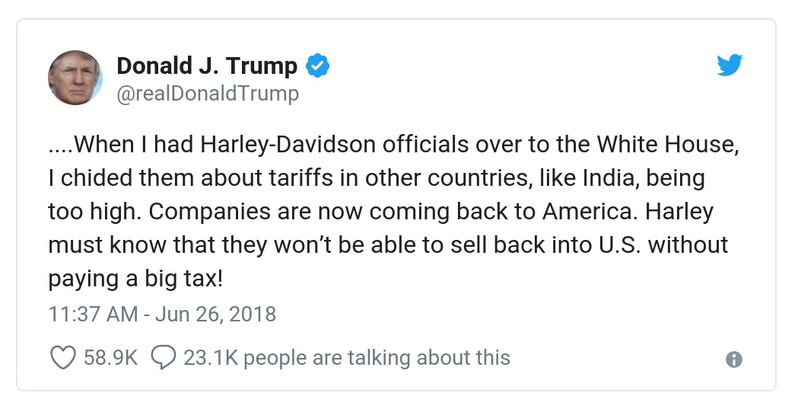 Donald J. Trump
@realDonaldTrump
....When I had Harley-Davidson officials over to the White House,
I chided them about tariffs in other countries, like India, being
too high. Companies are now coming back to America. Harley
must know that they won’t be able to sell back into U.S. without
paying a big tax!
11:37 AM - Jun 26, 2018
58.9K 23.1K people are talking about this